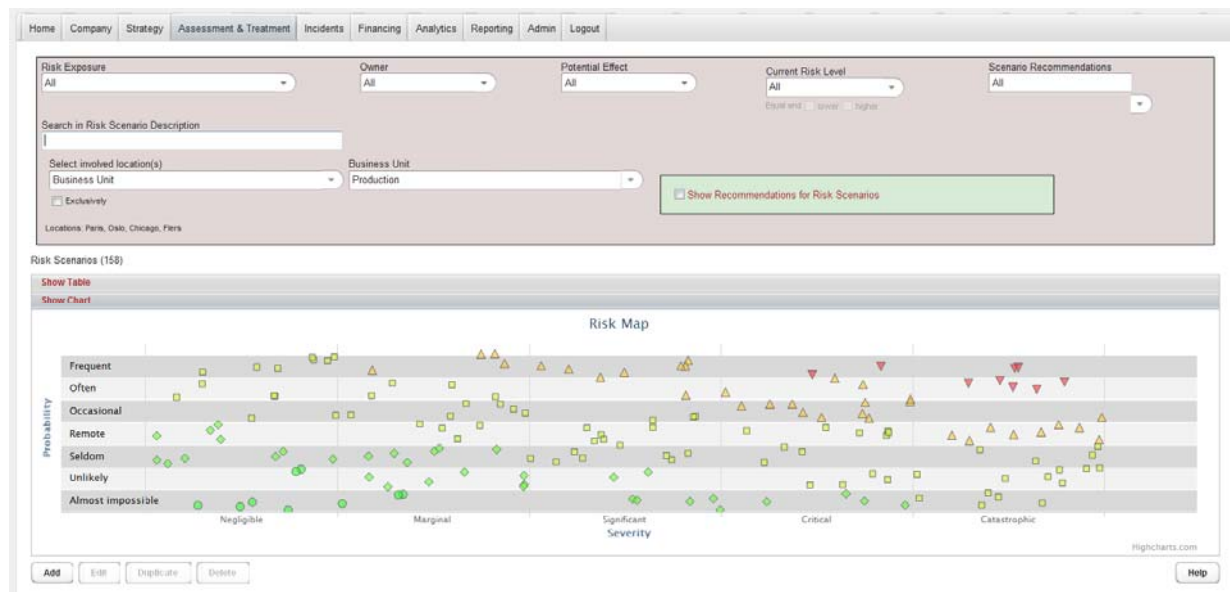 Home Company Strategy Assessment & Treatment Incidents Financing Analytics Reporting Admin Logout
Risk Exposure Owner Potential Effect Current Risk Level Scenario Recommendations
All All All All All
Equal and lower higher
Search in Risk Scenario Description
Select involved location(s) Business Unit
Business Unit Production
Exclusively
Show Recommendations for Risk Scenarios
Locations: Paris, Oslo, Chicago, Flers
Risk Scenarios (158)
Show Table
Show Chart
Risk Map
Probability
Frequent
Often
Occasional
Remote
Seldom
Unlikely
Almost impossible
Negligible Marginal Significant Critical Catastrophic
Severity
Highcharts.com
Add Edit Duplicate Delete Help